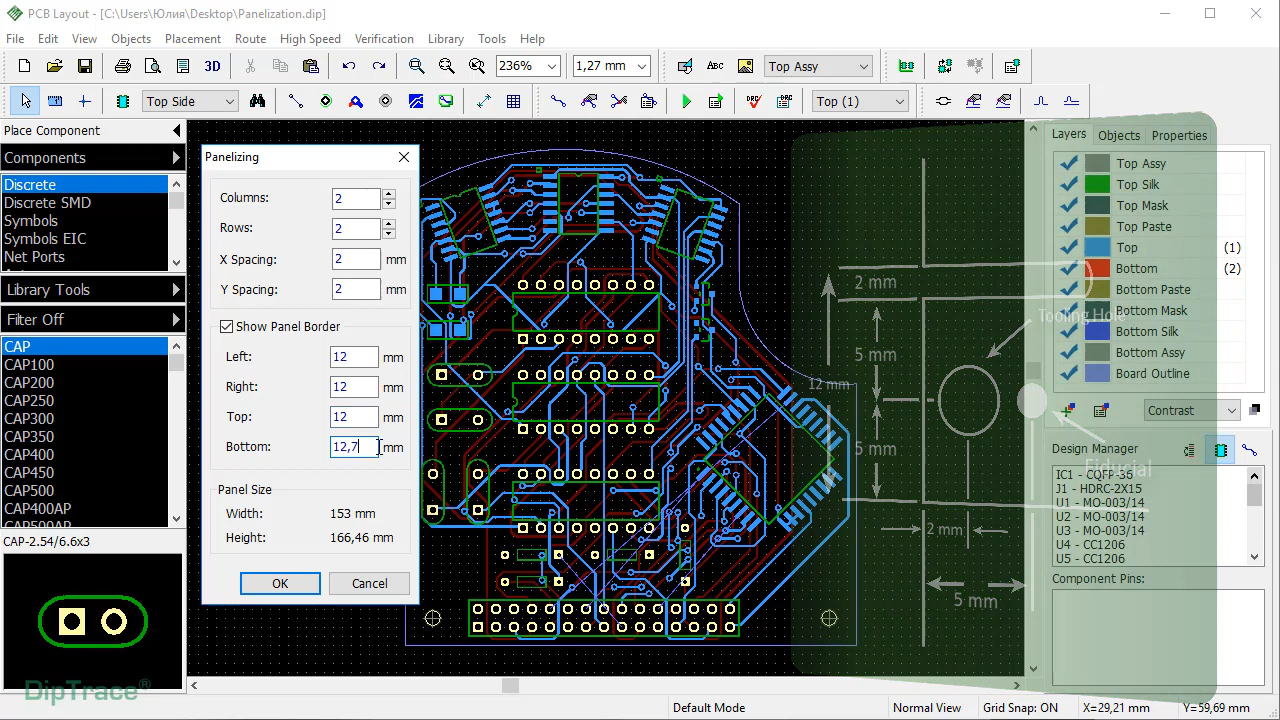 PCB Layout - [C:\Users\Юлия\Desktop\Panelization.dip]
File Edit View Objects Placement Route High Speed Verification Library Tools Help
3D 236% 1,27 mm ABC Top Assy
Top Side DRC Top (1)
Place Component
Components
Discrete
Discrete SMD
Symbols
Symbols EIC
Net Ports
Library Tools
Filter Off
CAP
CAP100
CAP200
CAP250
CAP300
CAP350
CAP400
CAP450
CAP500
CAP400AP
CAP500AP
CAP-2.54/6.6x3
DipTrace®
Panelizing
Columns: 2
Rows: 2
X Spacing: 2 mm
Y Spacing: 2 mm
Show Panel Border
Left: 12 mm
Right: 12 mm
Top: 12 mm
Bottom: 12,7 mm
Panel Size
Width: 153 mm
Height: 166,46 mm
OK Cancel
2 mm
Tooling Hole
5 mm
12 mm
5 mm
Fiducial
2 mm
5 mm
Layers Objects Properties
Top Assy
Top Silk
Top Mask
Top Paste
Top (1)
Bottom (2)
Bottom Paste
Bottom Mask
Bottom Silk
Bottom Assy
Board Outline
Contrast
Design Manager
IC1 - CQFP-36
J1 - HDRC-2X15
U1 - MO-003/14
U2 - MO-003/14
U3 - MO-003/14
U4 - CC1206
U5 - CC1206
Component Pins:
Default Mode Normal View Grid Snap: ON X=29,21 mm Y=59,69 mm